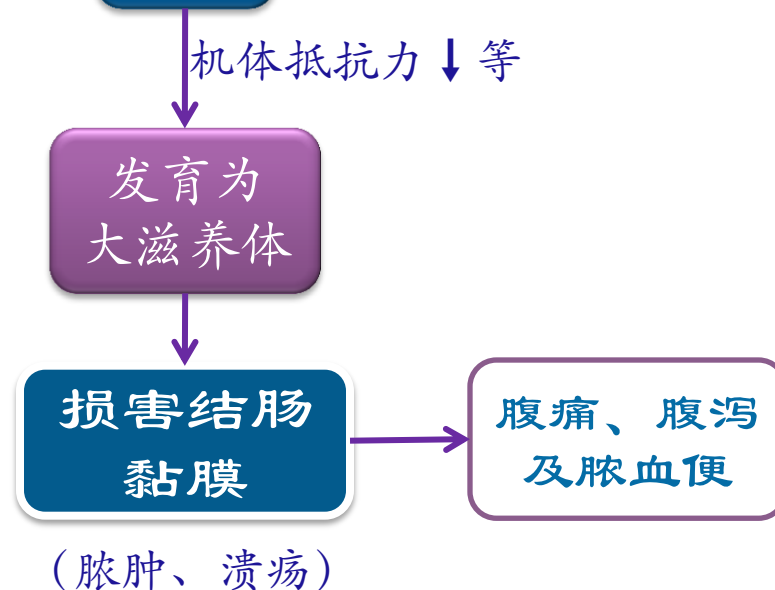 机体抵抗力↓等
发育为
大滋养体
损害结肠
黏膜
腹痛、腹泻
及脓血便
（脓肿、溃疡）